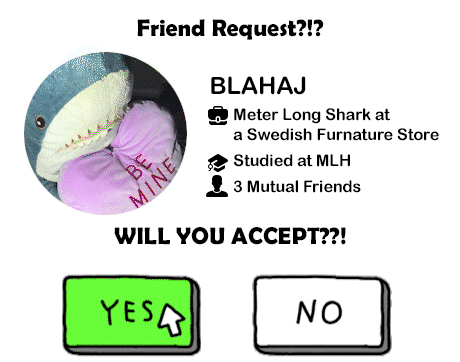 Friend Request?!?
BLAHAJ
Meter Long Shark at
a Swedish Furnature Store
Studied at MLH
3 Mutual Friends
BE
MINE
WILL YOU ACCEPT??!
YES
NO